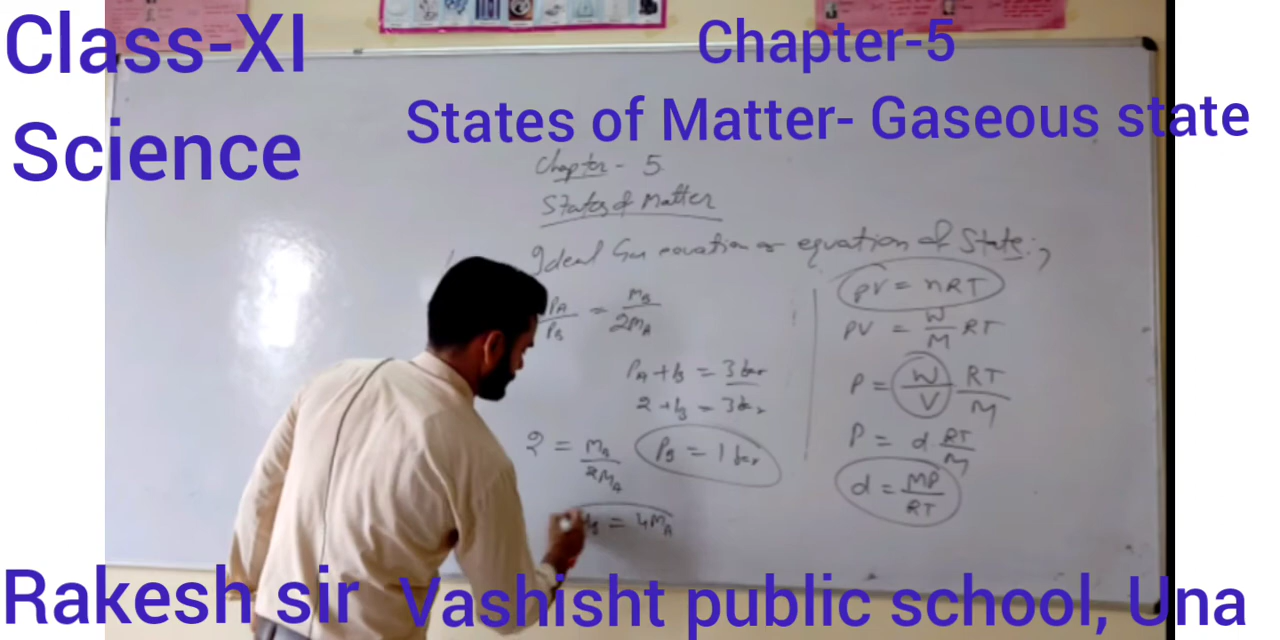 Class-XI
Science
Chapter-5
States of Matter- Gaseous state
Chapter - 5
States of Matter
Ideal Gas equation or equation of State:-
PA/PB = MB/2MA
PA + PB = 3 bar
2 + PB = 3 bar
2 = MB/2MA
PB = 1 bar
MB = 4MA
PV = nRT
PV = W/M RT
P = W/V RT/M
P = d RT/M
d = MP/RT
Rakesh sir
Vashisht public school, Una